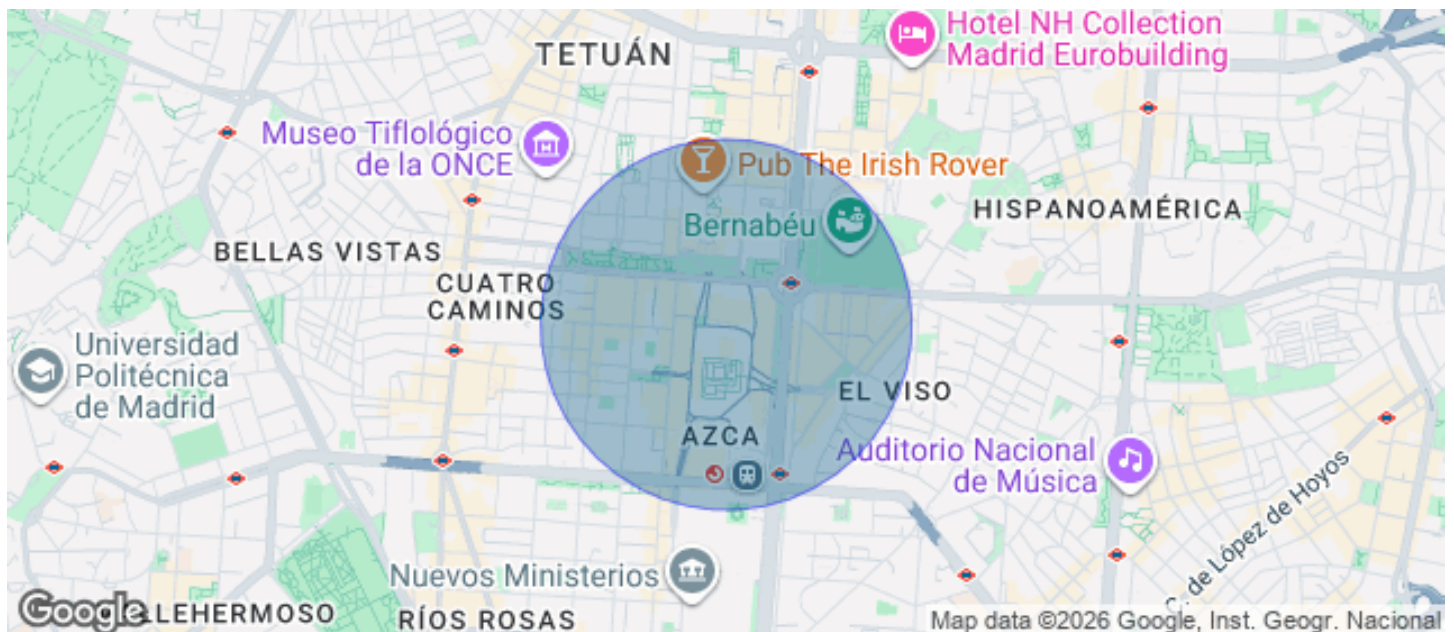 TETUÁN
Hotel NH Collection
Madrid Eurobuilding
Museo Tiflológico
de la ONCE
Pub The Irish Rover
Bernabéu
HISPANOAMÉRICA
BELLAS VISTAS
CUATRO
CAMINOS
Universidad
Politécnica
de Madrid
EL VISO
AZCA
Auditorio Nacional
de Música
C. de López de Hoyos
Nuevos Ministerios
RÍOS ROSAS
Google
Map data ©2026 Google, Inst. Geogr. Nacional